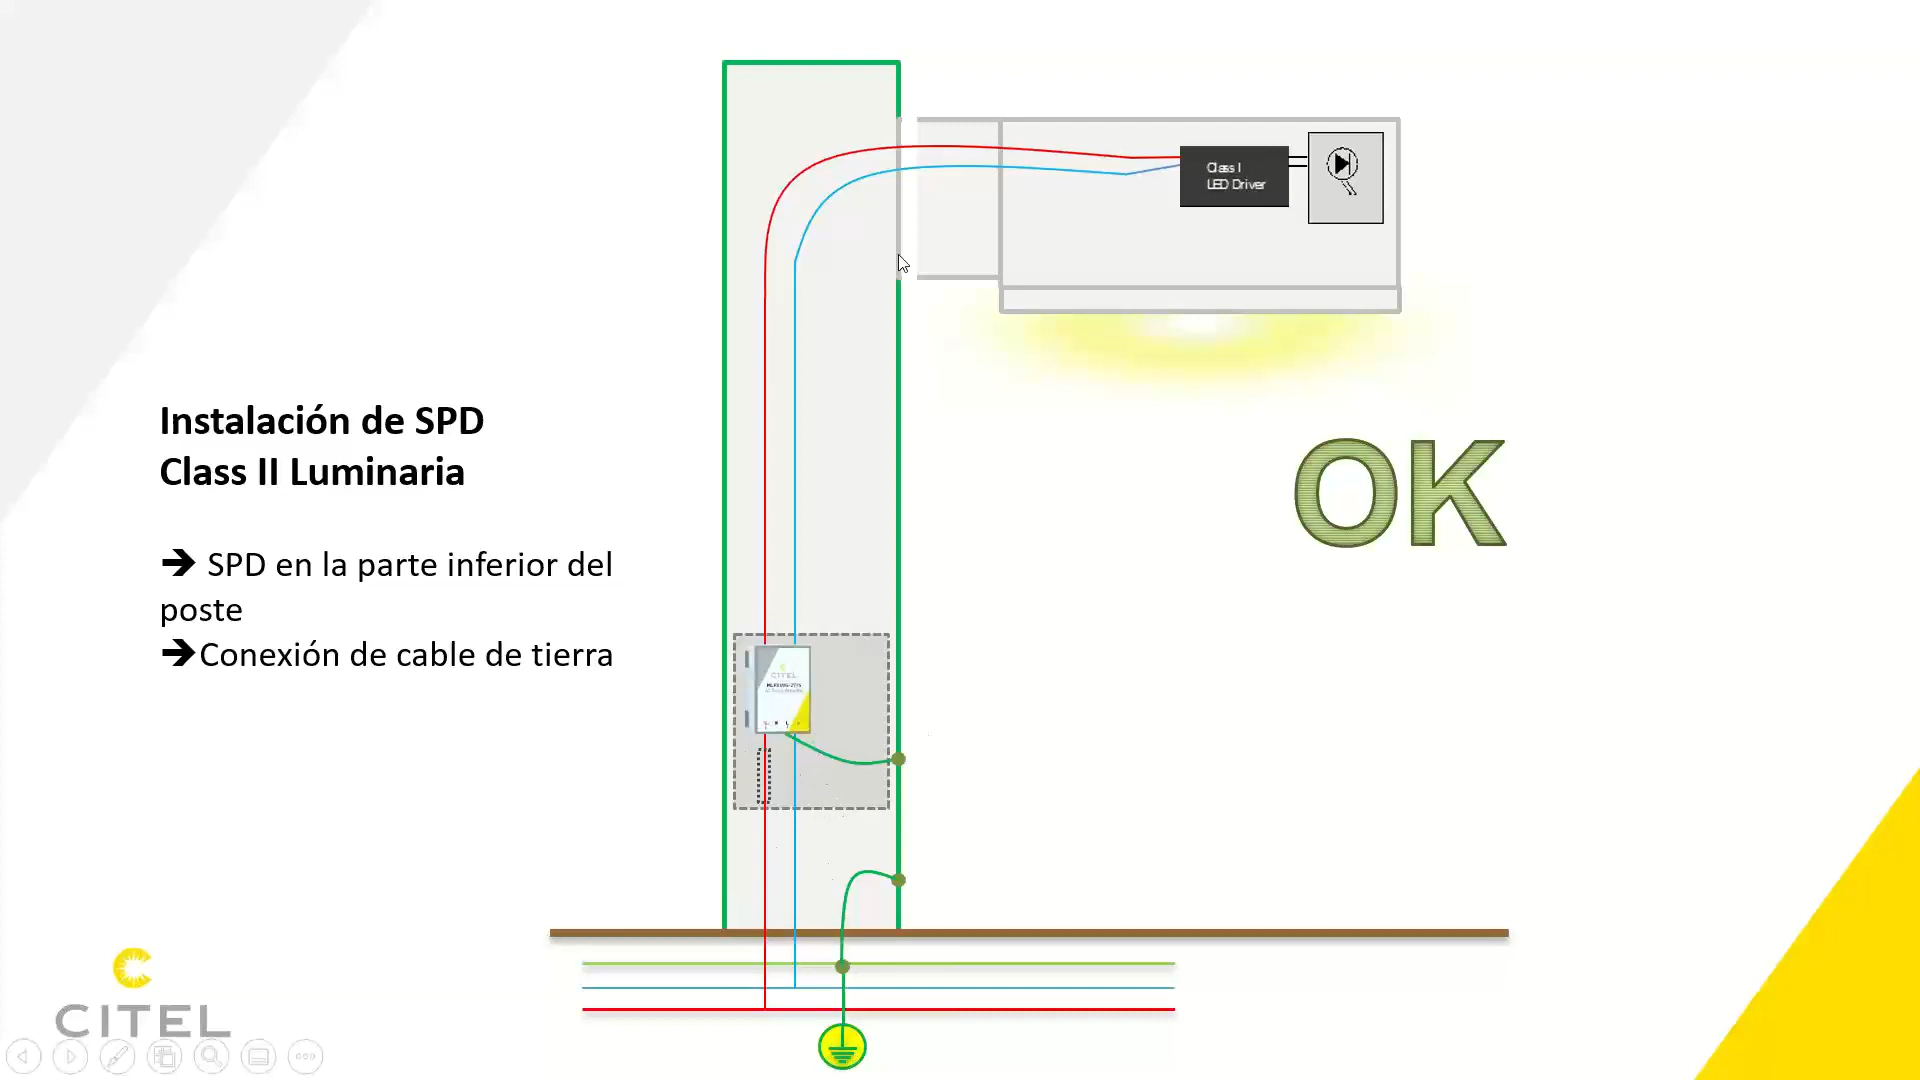 Class I
LED Driver
OK
Instalación de SPD
Class II Luminaria
➔ SPD en la parte inferior del
poste
➔Conexión de cable de tierra
CITEL
CITEL